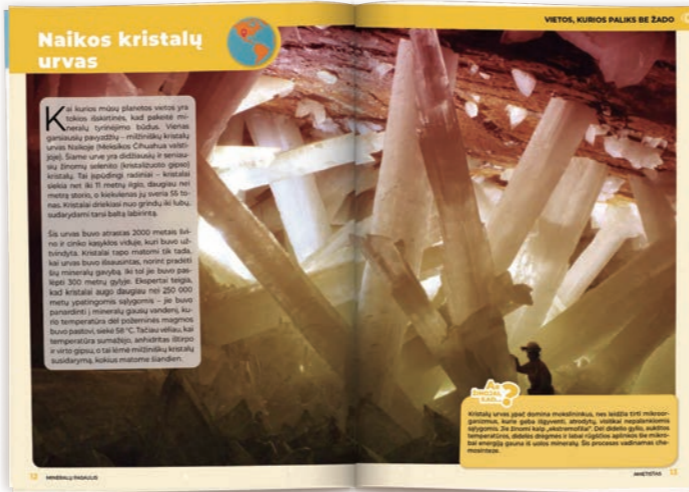 Naikos kristalų
urvas
VIETOS, KURIOS PALIKS BE ŽADO
Kai kurios mūsų planetos vietos yra
tokios išskirtinės, kad pakeitė mi-
neralų tyrinėjimo būdus. Vienas
garsiausių pavyzdžių – milžiniškų kristalų
urvas Naikoje (Meksikos Čihuahua valsti-
joje). Šiame urve yra didžiausių ir seniau-
sių žinomų selenito (kristalizuoto gipso)
kristalų. Tai įspūdingi radiniai – kristalai
siekia net iki 11 metrų ilgio, daugiau nei
metrą storio, o kiekvienas jų sveria 55 to-
nas. Kristalai driekiasi nuo grindų iki lubų,
sudarydami tarsi baltą labirintą.
Šis urvas buvo atrastas 2000 metais švi-
no ir cinko kasyklos viduje, kuri buvo už-
tvindyta. Kristalai tapo matomi tik tada,
kai urvas buvo išsausintas, norint pradėti
šių mineralų gavybą. Iki tol jie buvo pas-
lėpti 300 metrų gylyje. Ekspertai teigia,
kad kristalai augo daugiau nei 250 000
metų ypatingomis sąlygomis – jie buvo
panardinti į mineralų gausų vandenį, ku-
rio temperatūra dėl požeminės magmos
buvo pastovi, siekė 58 °C. Tačiau vėliau, kai
temperatūra sumažėjo, anhidritas ištirpo
ir virto gipsu, o tai lėmė milžiniškų kristalų
susidarymą, kokius matome šiandien.
Ar
žinojai,
kad...?
Kristalų urvas ypač domina mokslininkus, nes leidžia tirti mikroor-
ganizmus, kurie geba išgyventi, atrodytų, visiškai nepalankiomis
sąlygomis. Jie žinomi kaip „ekstremofilai“. Dėl didelio gylio, aukštos
temperatūros, didelės drėgmės ir labai rūgščios aplinkos šie mikro-
bai energiją gauna iš uolos mineralų. Šis procesas vadinamas che-
mosinteze.
12 MINERALŲ PASAULIS
AMETISTAS 13